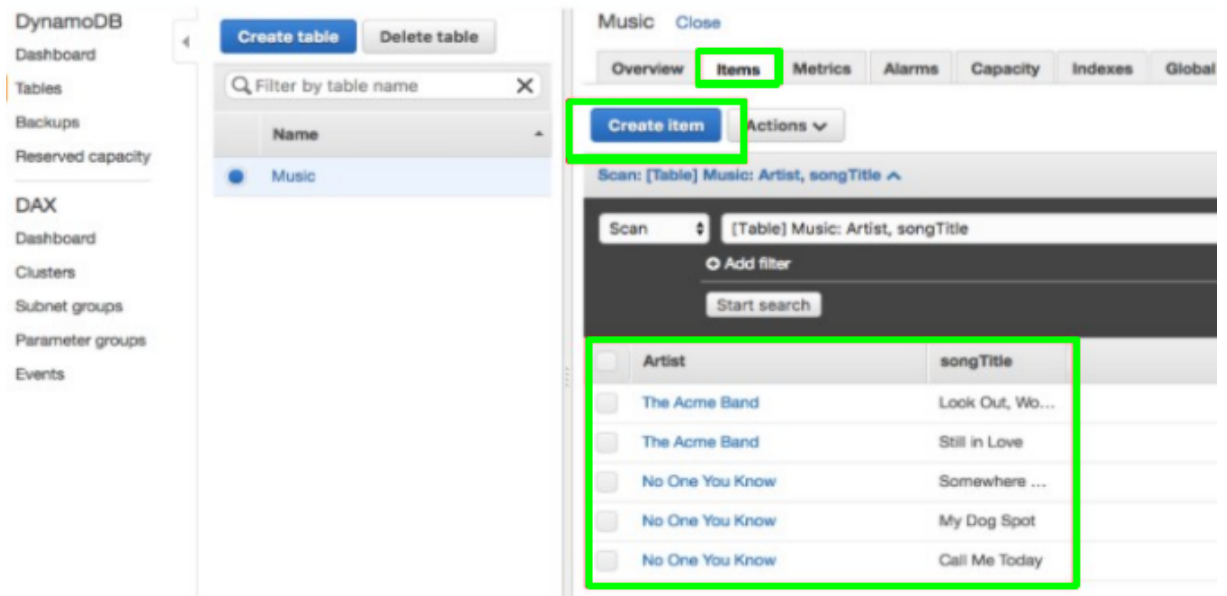 DynamoDB
Dashboard
Tables
Backups
Reserved capacity
DAX
Dashboard
Clusters
Subnet groups
Parameter groups
Events
Create table Delete table
Filter by table name
Name
Music
Music Close
Overview Items Metrics Alarms Capacity Indexes Global
Create item Actions
Scan: [Table] Music: Artist, songTitle
Scan [Table] Music: Artist, songTitle
Add filter
Start search
Artist songTitle
The Acme Band Look Out, Wo...
The Acme Band Still in Love
No One You Know Somewhere ...
No One You Know My Dog Spot
No One You Know Call Me Today